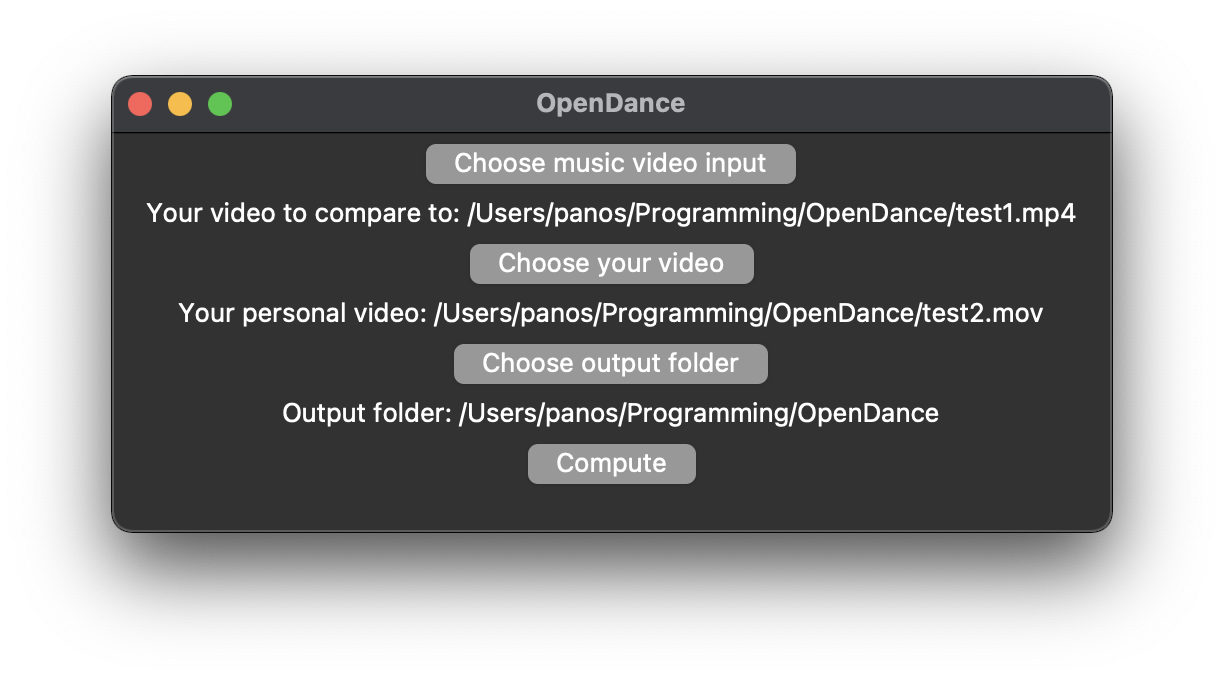 OpenDance
Choose music video input
Your video to compare to: /Users/panos/Programming/OpenDance/test1.mp4
Choose your video
Your personal video: /Users/panos/Programming/OpenDance/test2.mov
Choose output folder
Output folder: /Users/panos/Programming/OpenDance
Compute